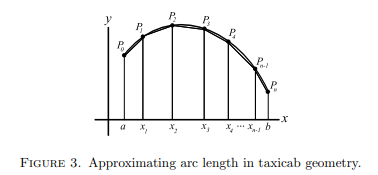 y
P₀ P₁ P₂ P₃ P₄ Pₙ₋₁ Pₙ
a x₁ x₂ x₃ x₄ ··· xₙ₋₁ b x
FIGURE 3. Approximating arc length in taxicab geometry.